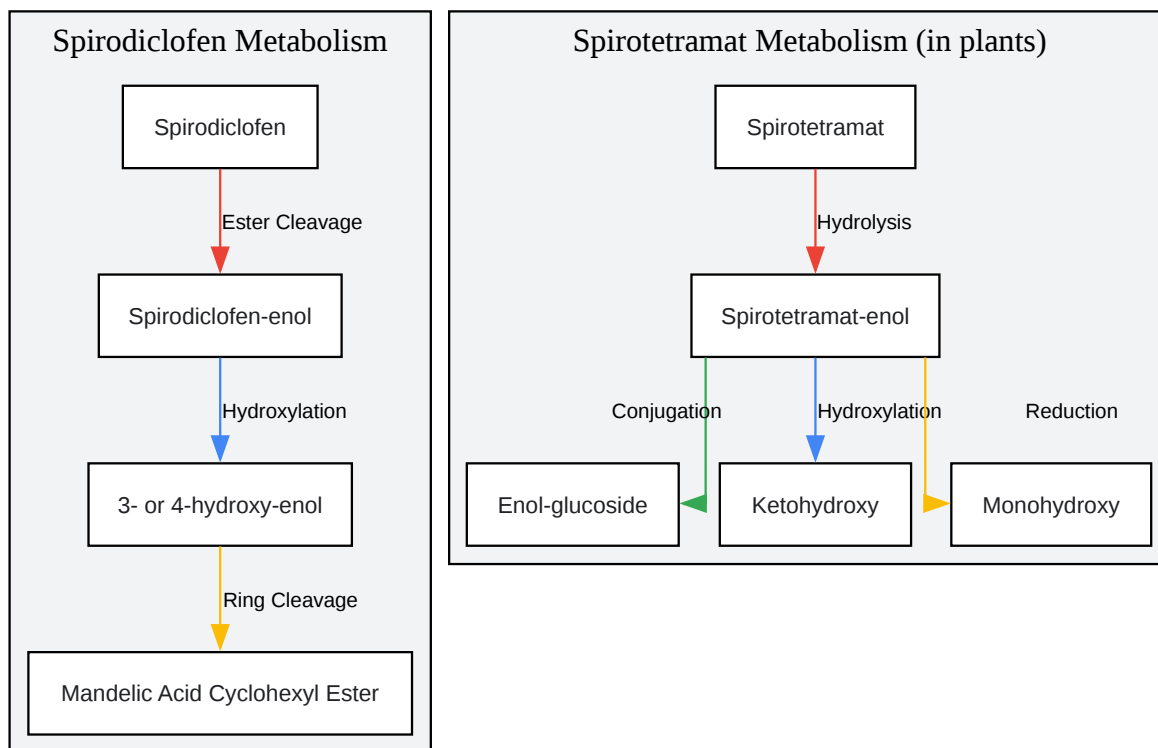 Spirodiclofen Metabolism
Spirodiclofen
Ester Cleavage
Spirodiclofen-enol
Hydroxylation
3- or 4-hydroxy-enol
Ring Cleavage
Mandelic Acid Cyclohexyl Ester
Spirotetramat Metabolism (in plants)
Spirotetramat
Hydrolysis
Spirotetramat-enol
Conjugation
Hydroxylation
Reduction
Enol-glucoside
Ketohydroxy
Monohydroxy